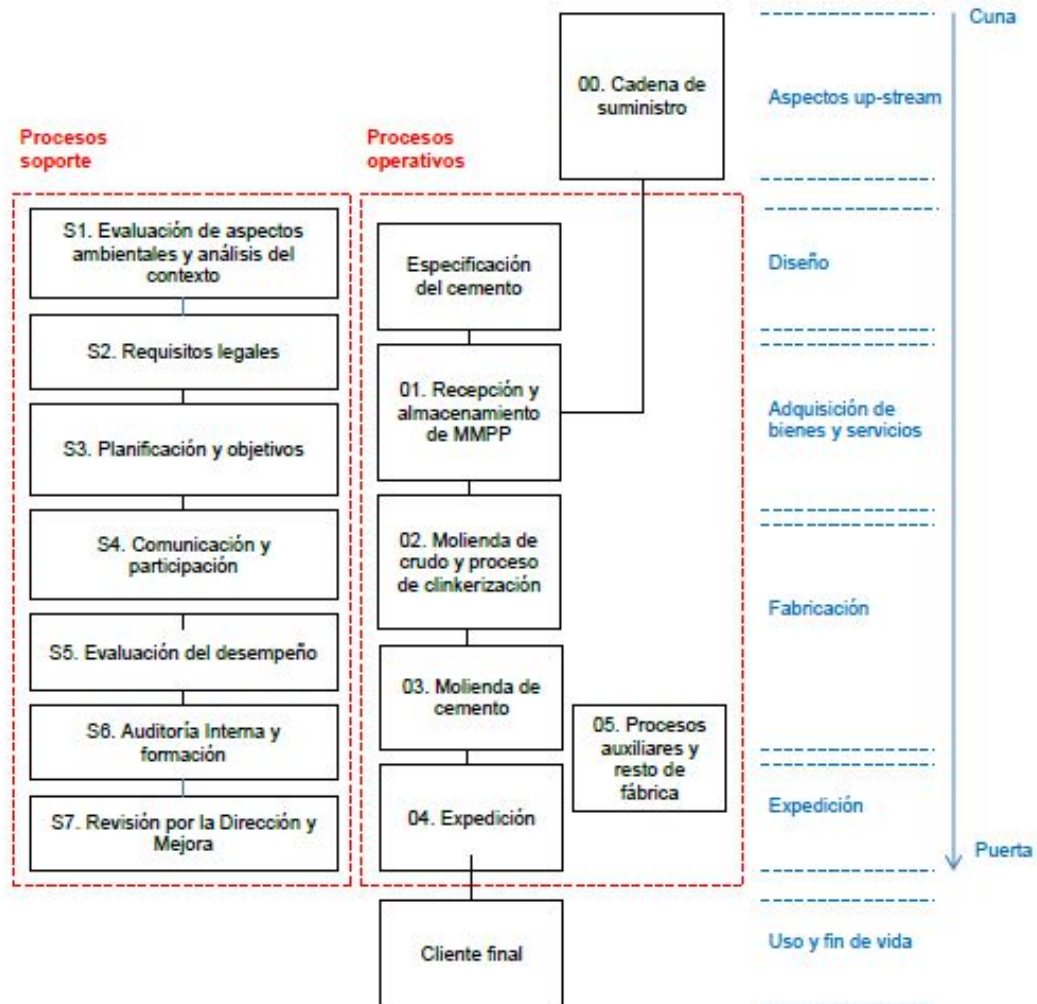 Cuna
00. Cadena de
suministro
Aspectos up-stream
Procesos
soporte
Procesos
operativos
S1. Evaluación de aspectos
ambientales y análisis del
contexto
S2. Requisitos legales
S3. Planificación y objetivos
S4. Comunicación y
participación
S5. Evaluación del desempeño
S6. Auditoría Interna y
formación
S7. Revisión por la Dirección y
Mejora
Especificación
del cemento
01. Recepción y
almacenamiento
de MMPP
02. Molienda de
crudo y proceso
de clinkerización
03. Molienda de
cemento
04. Expedición
05. Procesos
auxiliares y
resto de
fábrica
Cliente final
Diseño
Adquisición de
bienes y servicios
Fabricación
Expedición
Puerta
Uso y fin de vida